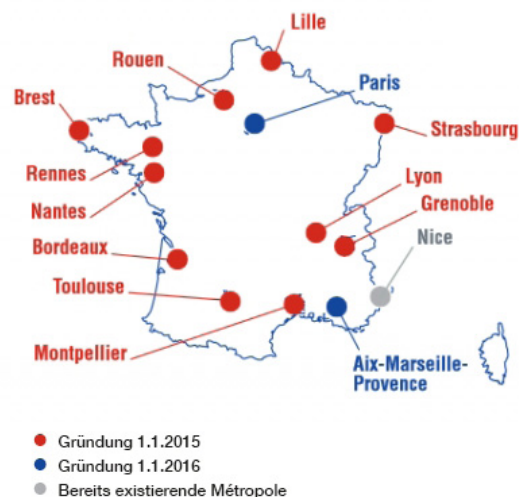 Lille
Rouen
Paris
Brest
Strasbourg
Rennes
Lyon
Nantes
Grenoble
Bordeaux
Nice
Toulouse
Montpellier
Aix-Marseille-
Provence
Gründung 1.1.2015
Gründung 1.1.2016
Bereits existierende Métropole